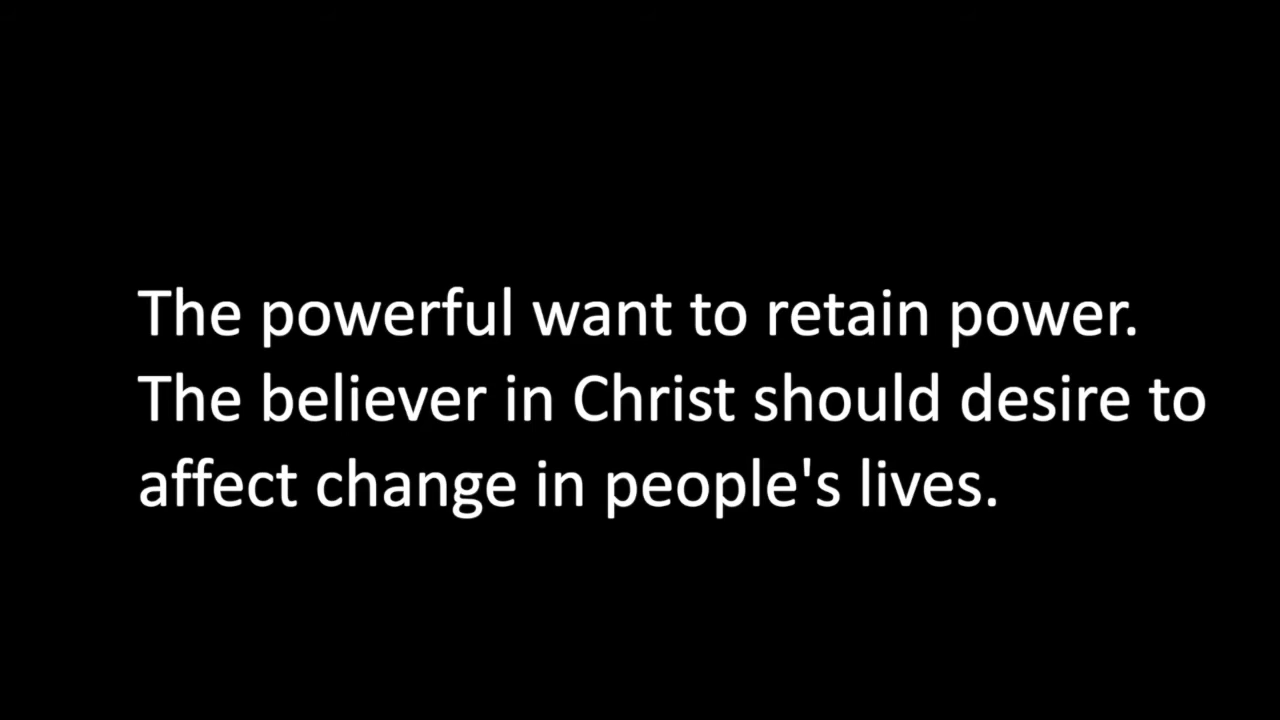 The powerful want to retain power.
The believer in Christ should desire to
affect change in people's lives.